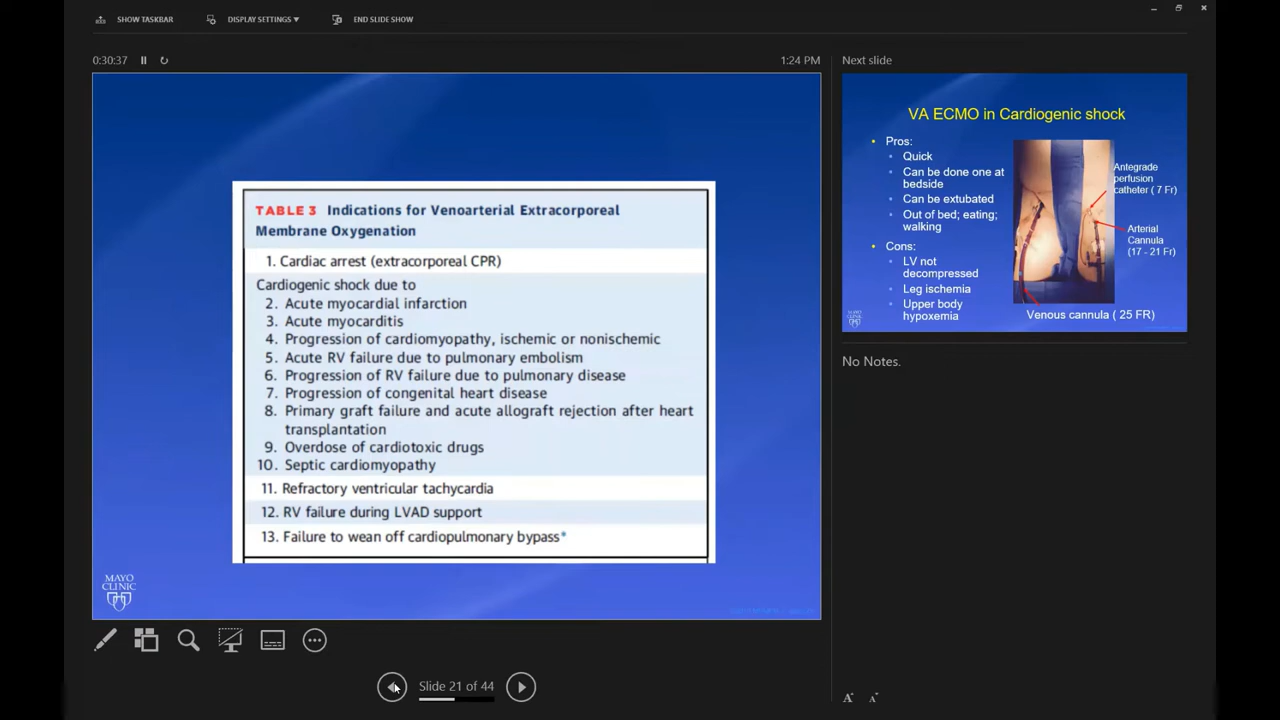 SHOW TASKBAR
DISPLAY SETTINGS ▼
END SLIDE SHOW
0:30:37
1:24 PM
TABLE 3 Indications for Venoarterial Extracorporeal
Membrane Oxygenation
1. Cardiac arrest (extracorporeal CPR)
Cardiogenic shock due to
2. Acute myocardial infarction
3. Acute myocarditis
4. Progression of cardiomyopathy, ischemic or nonischemic
5. Acute RV failure due to pulmonary embolism
6. Progression of RV failure due to pulmonary disease
7. Progression of congenital heart disease
8. Primary graft failure and acute allograft rejection after heart
transplantation
9. Overdose of cardiotoxic drugs
10. Septic cardiomyopathy
11. Refractory ventricular tachycardia
12. RV failure during LVAD support
13. Failure to wean off cardiopulmonary bypass*
MAYO
CLINIC
Slide 21 of 44
Next slide
VA ECMO in Cardiogenic shock
• Pros:
• Quick
• Can be done one at
bedside
• Can be extubated
• Out of bed; eating;
walking
• Cons:
• LV not
decompressed
• Leg ischemia
• Upper body
hypoxemia
Antegrade
perfusion
catheter ( 7 Fr)
Arterial
Cannula
(17 - 21 Fr)
Venous cannula ( 25 FR)
MAYO
CLINIC
No Notes.
A
A